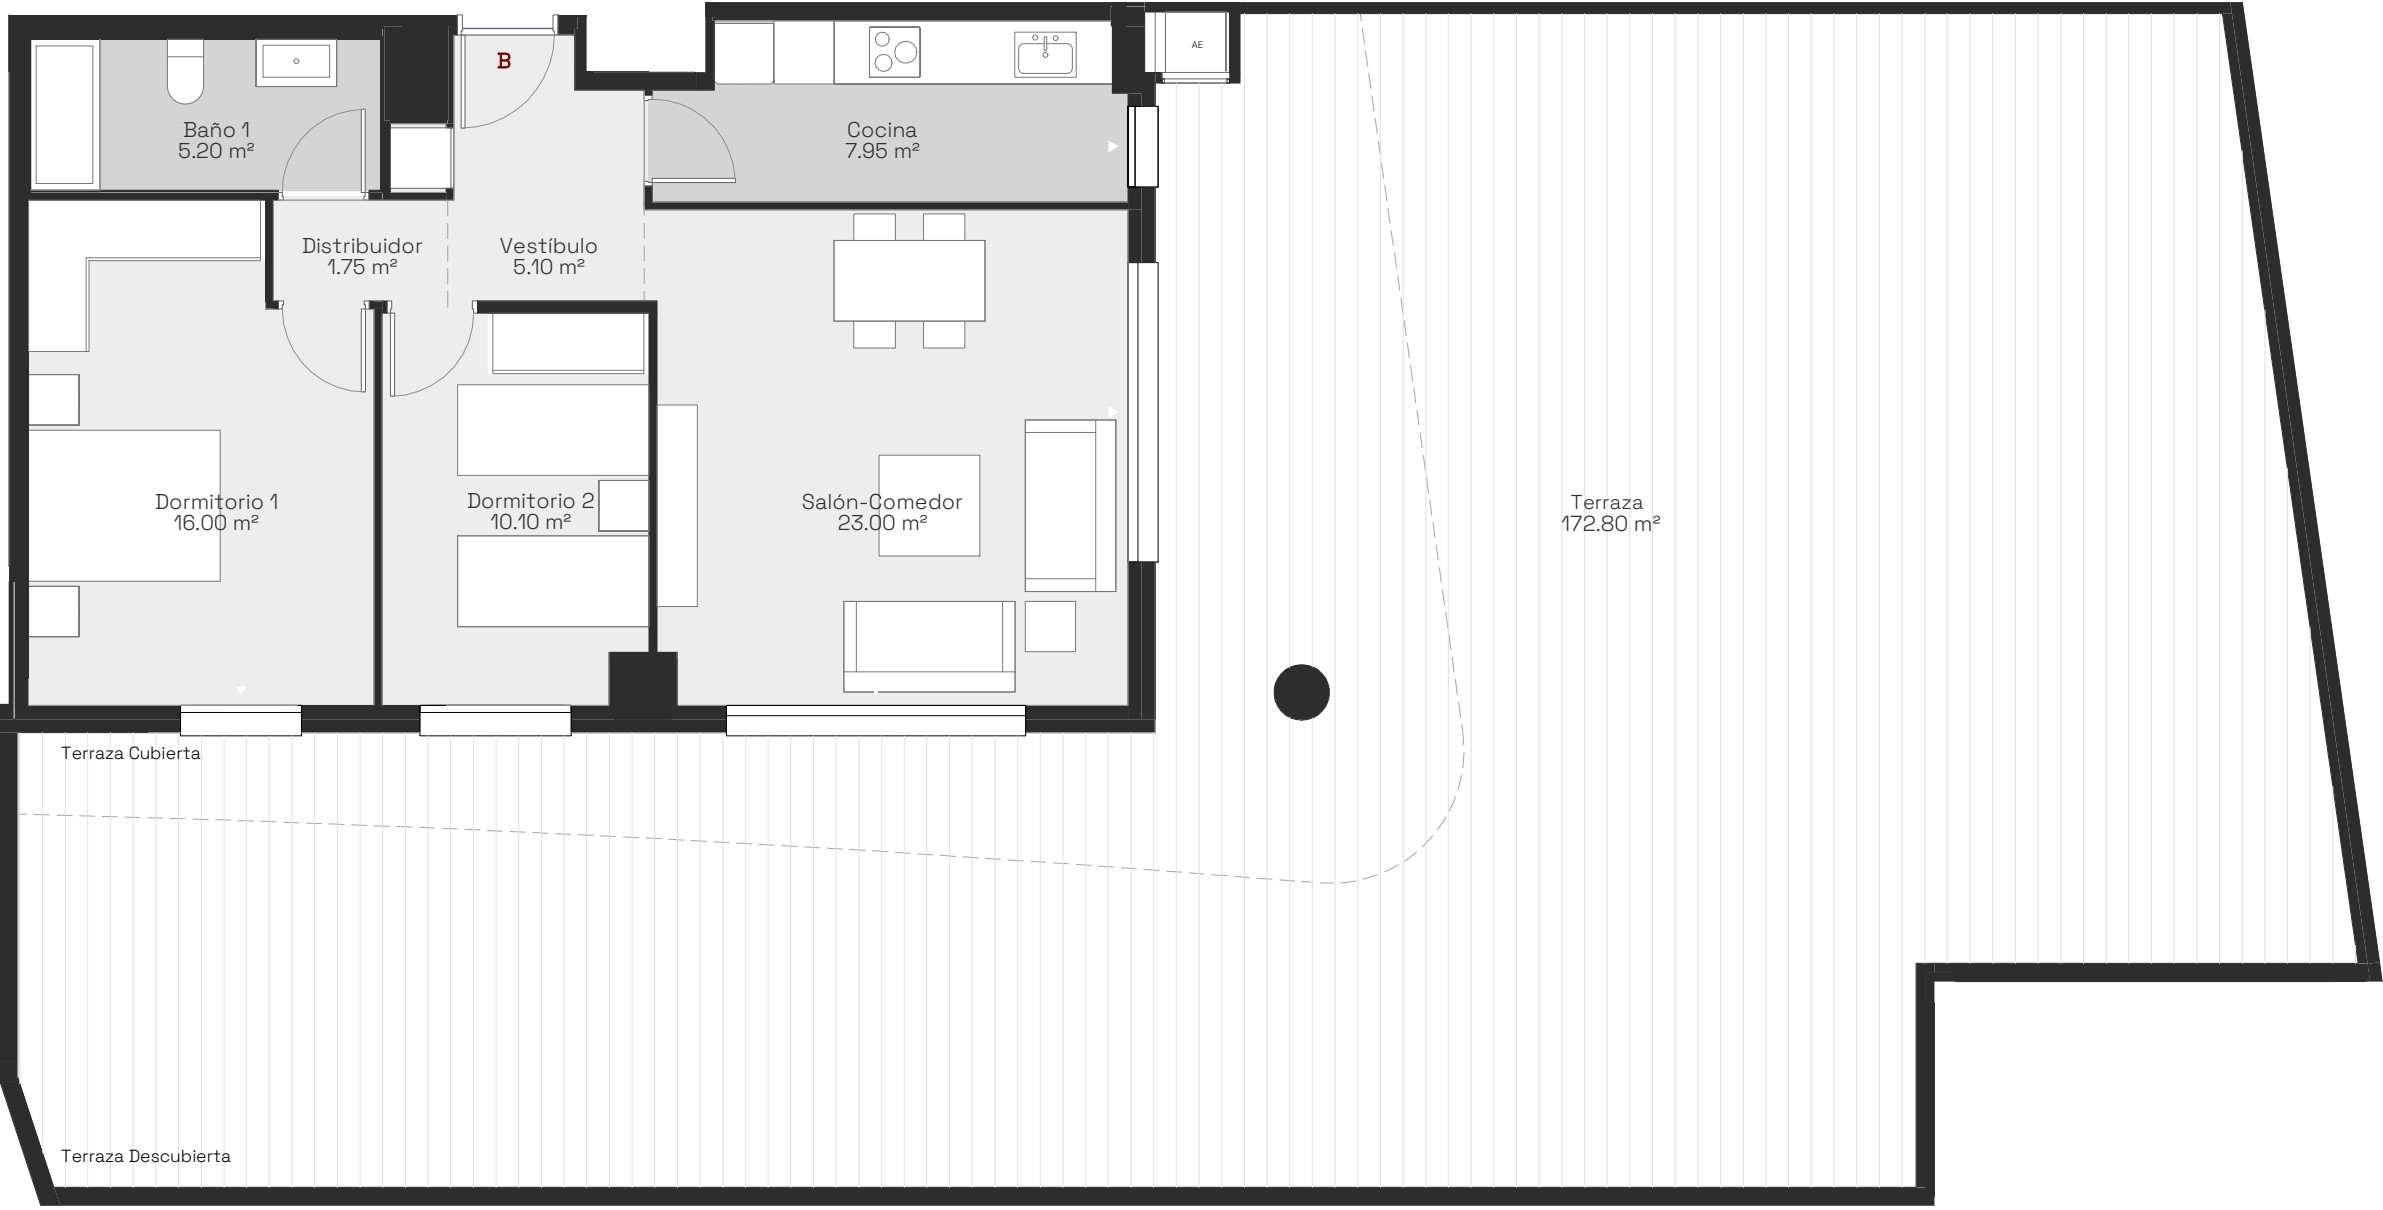 AE
B
Baño 1
5.20 m²
Cocina
7.95 m²
Distribuidor
1.75 m²
Vestíbulo
5.10 m²
Dormitorio 1
16.00 m²
Dormitorio 2
10.10 m²
Salón-Comedor
23.00 m²
Terraza
172.80 m²
Terraza Cubierta
Terraza Descubierta